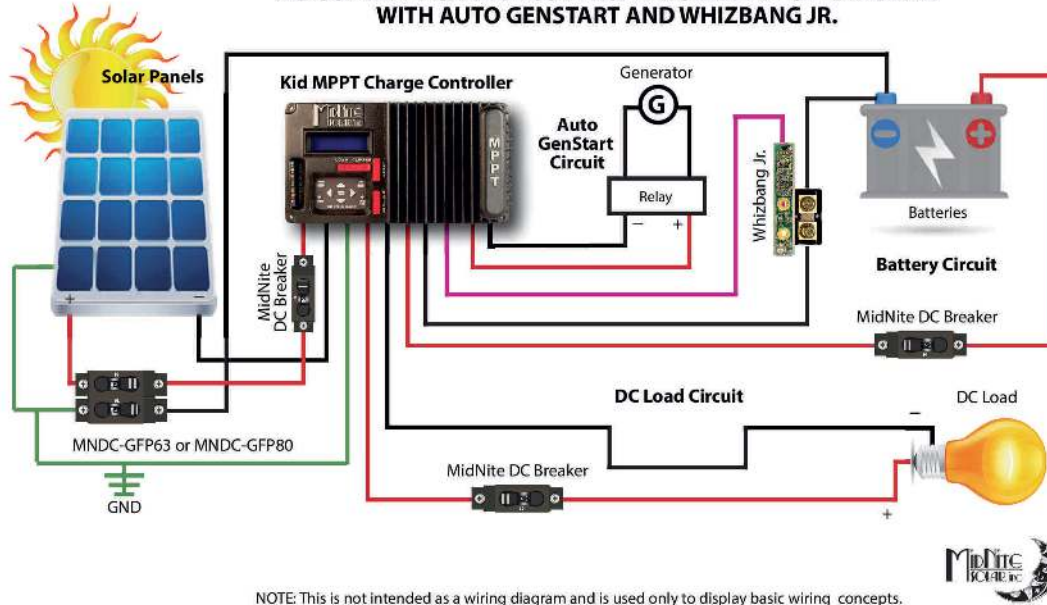 WITH AUTO GENSTART AND WHIZBANG JR.
Solar Panels
Kid MPPT Charge Controller
Generator
G
Auto
GenStart
Circuit
Relay
− +
MIDNITE
SOLAR
MPPT
Whizbang Jr.
Batteries
Battery Circuit
MidNite
DC Breaker
MidNite DC Breaker
+ −
MNDC-GFP63 or MNDC-GFP80
GND
DC Load Circuit
DC Load
−
MidNite DC Breaker
+
MIDNITE
SOLAR inc
NOTE: This is not intended as a wiring diagram and is used only to display basic wiring concepts.